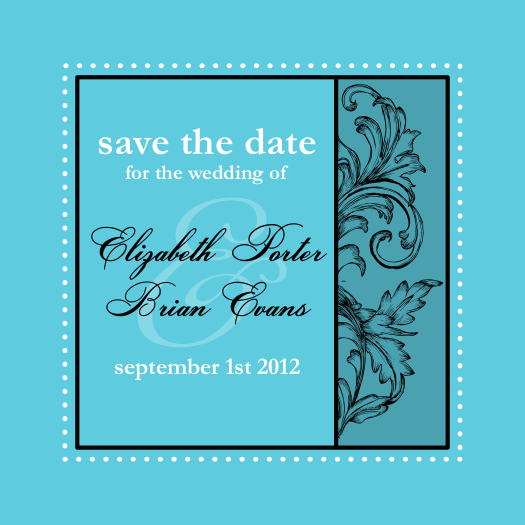 save the date
for the wedding of
&
Elizabeth Porter
Brian Evans
september 1st 2012